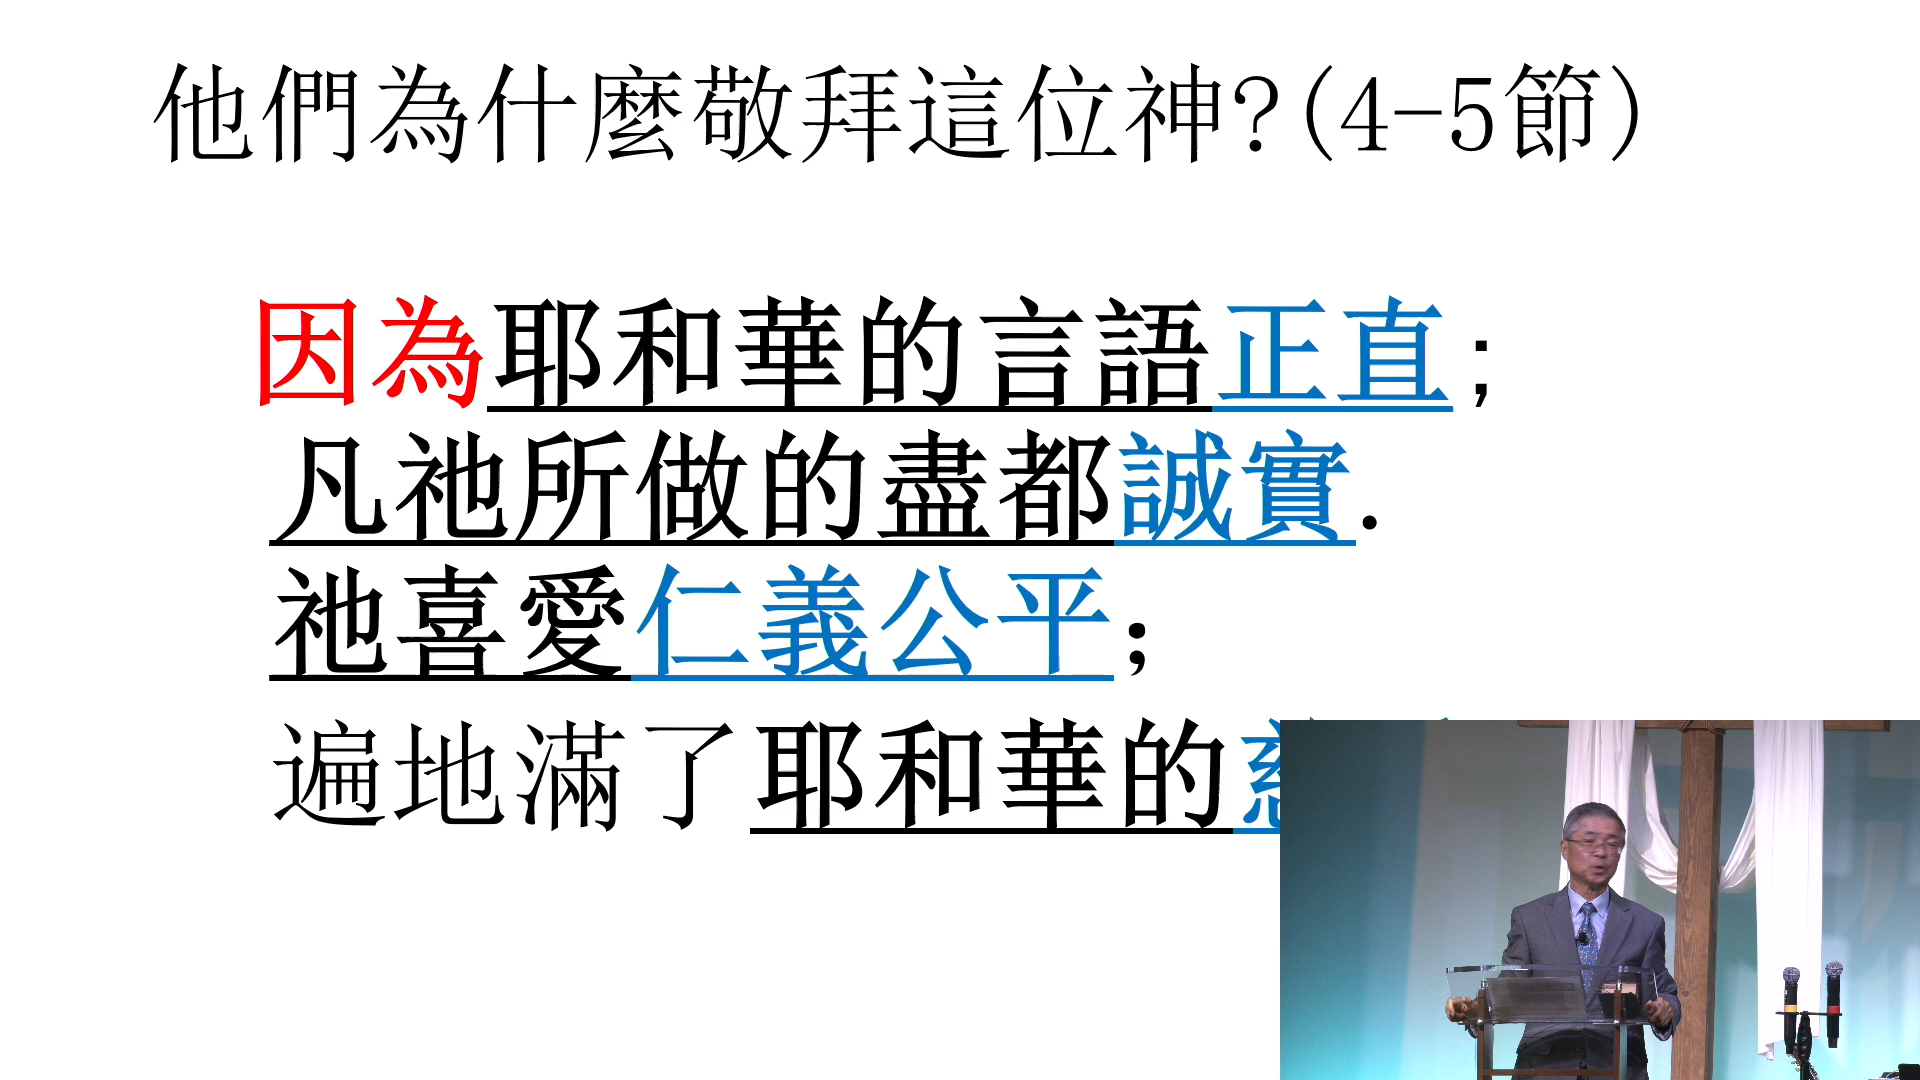 他們為什麼敬拜這位神?(4-5節)
因為耶和華的言語正直;
凡祂所做的盡都誠實.
祂喜愛仁義公平;
遍地滿了耶和華的